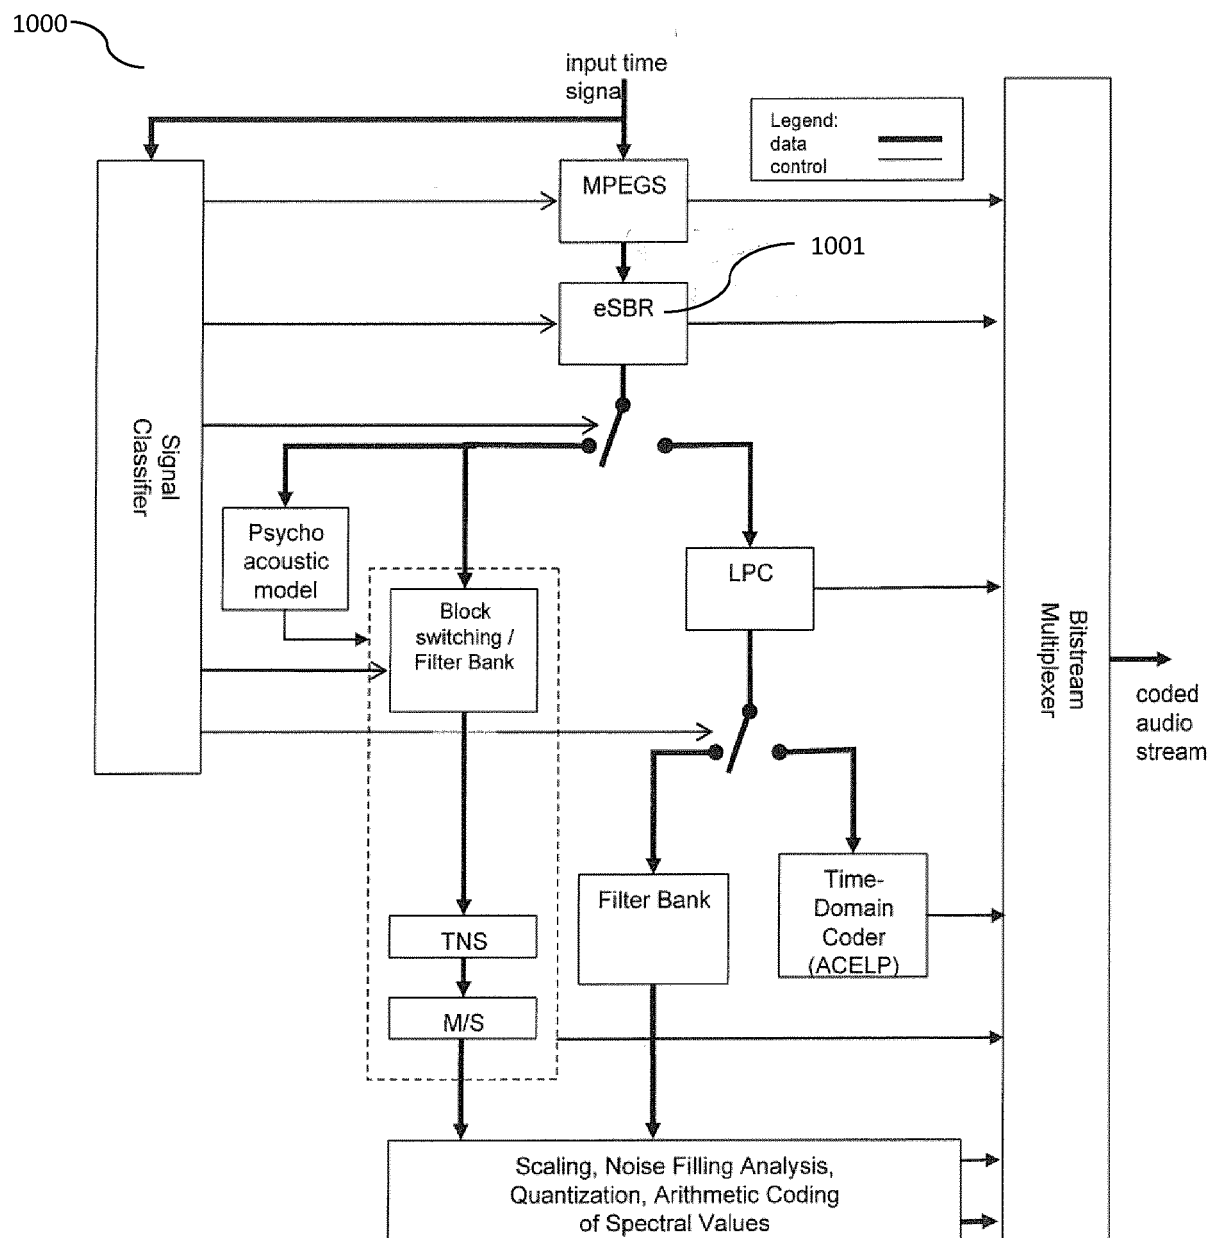 1000
input time
signal
Legend:
data
control
MPEGS
1001
eSBR
Signal
Classifier
Psycho
acoustic
model
LPC
Block
switching /
Filter Bank
Bitstream
Multiplexer
coded
audio
stream
Filter Bank
Time-
Domain
Coder
(ACELP)
TNS
M/S
Scaling, Noise Filling Analysis,
Quantization, Arithmetic Coding
of Spectral Values